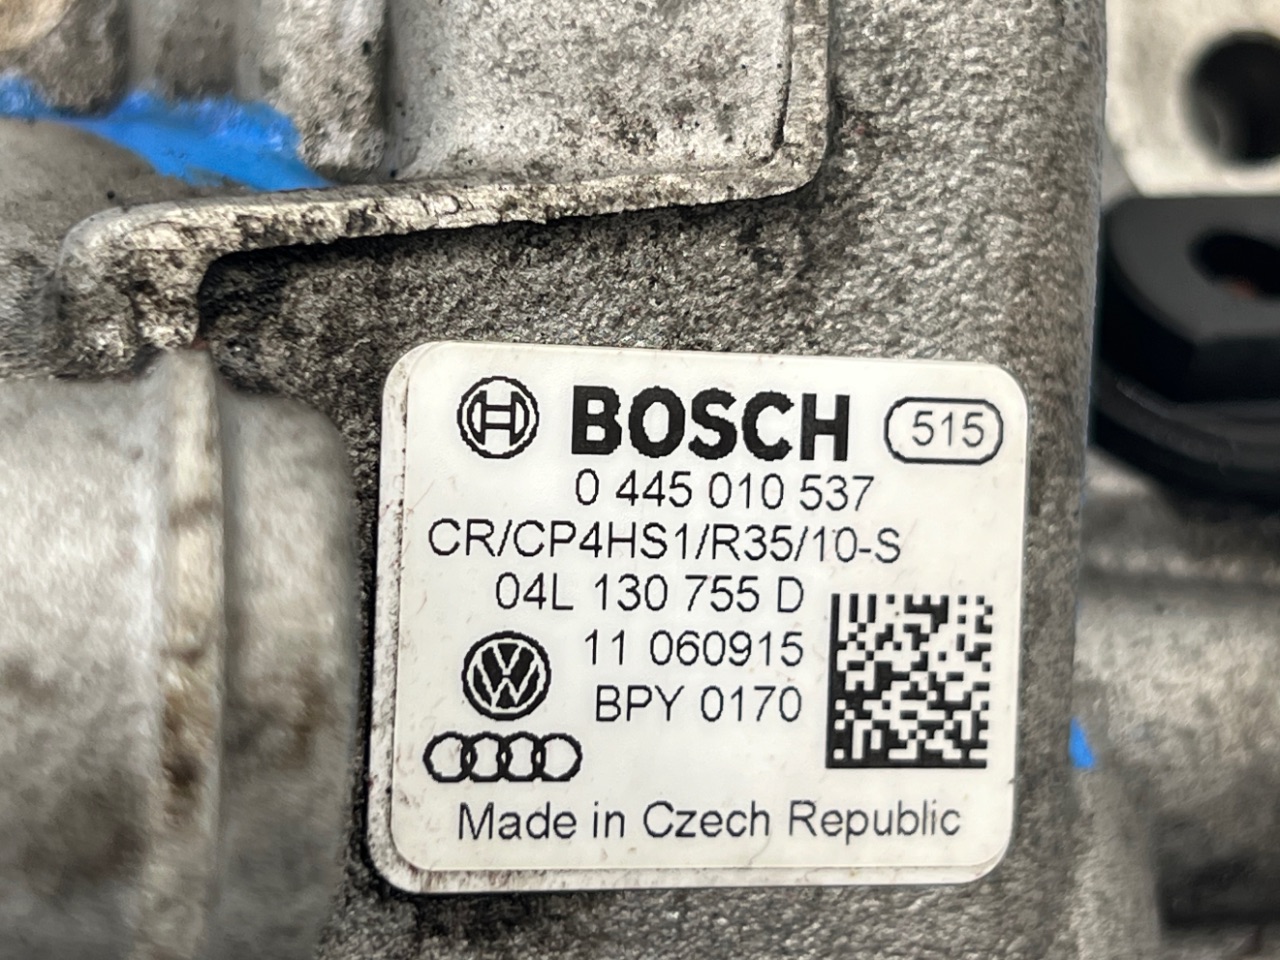 BOSCH 515
0 445 010 537
CR/CP4HS1/R35/10-S
04L 130 755 D
11 060915
BPY 0170
Made in Czech Republic